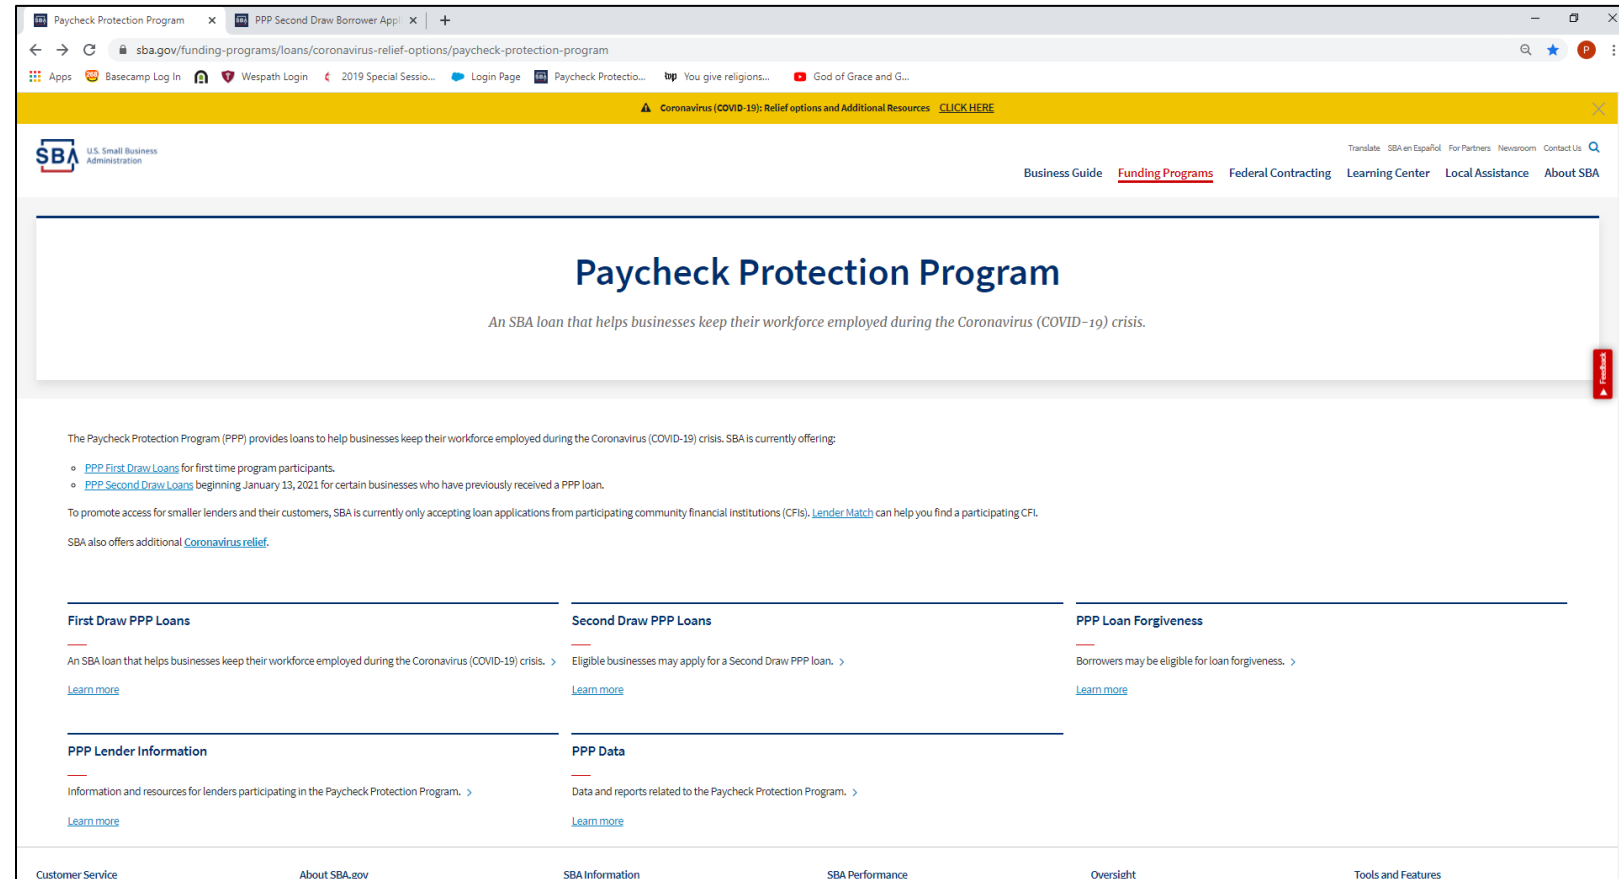 Paycheck Protection Program
PPP Second Draw Borrower Appl
sba.gov/funding-programs/loans/coronavirus-relief-options/paycheck-protection-program
P
Apps Basecamp Log In Wespath Login 2019 Special Sessio... Login Page Paycheck Protectio... You give religions... God of Grace and G...
Coronavirus (COVID-19): Relief options and Additional Resources CLICK HERE
SBA U.S. Small Business
Administration
Translate SBA en Español For Partners Newsroom Contact Us
Business Guide Funding Programs Federal Contracting Learning Center Local Assistance About SBA
Paycheck Protection Program
An SBA loan that helps businesses keep their workforce employed during the Coronavirus (COVID-19) crisis.
Feedback
The Paycheck Protection Program (PPP) provides loans to help businesses keep their workforce employed during the Coronavirus (COVID-19) crisis. SBA is currently offering:
PPP First Draw Loans for first time program participants.
PPP Second Draw Loans beginning January 13, 2021 for certain businesses who have previously received a PPP loan.
To promote access for smaller lenders and their customers, SBA is currently only accepting loan applications from participating community financial institutions (CFIs). Lender Match can help you find a participating CFI.
SBA also offers additional Coronavirus relief.
First Draw PPP Loans
An SBA loan that helps businesses keep their workforce employed during the Coronavirus (COVID-19) crisis.
Learn more
Second Draw PPP Loans
Eligible businesses may apply for a Second Draw PPP loan.
Learn more
PPP Loan Forgiveness
Borrowers may be eligible for loan forgiveness.
Learn more
PPP Lender Information
Information and resources for lenders participating in the Paycheck Protection Program.
Learn more
PPP Data
Data and reports related to the Paycheck Protection Program.
Learn more
Customer Service About SBA.gov SBA Information SBA Performance Oversight Tools and Features